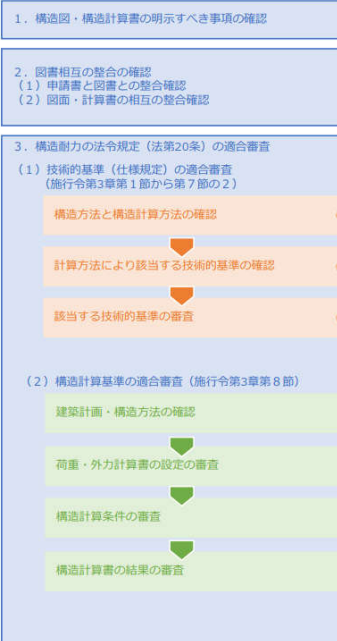 1．構造図・構造計算書の明示すべき事項の確認
2．図書相互の整合の確認
（1）申請書と図書との整合確認
（2）図面・計算書の相互の整合確認
3．構造耐力の法令規定（法第20条）の適合審査
（1）技術的基準（仕様規定）の適合審査
（施行令第3章第1節から第7節の2）
構造方法と構造計算方法の確認
計算方法により該当する技術的基準の確認
該当する技術的基準の審査
（2）構造計算基準の適合審査（施行令第3章第8節）
建築計画・構造方法の確認
荷重・外力計算書の設定の審査
構造計算条件の審査
構造計算書の結果の審査